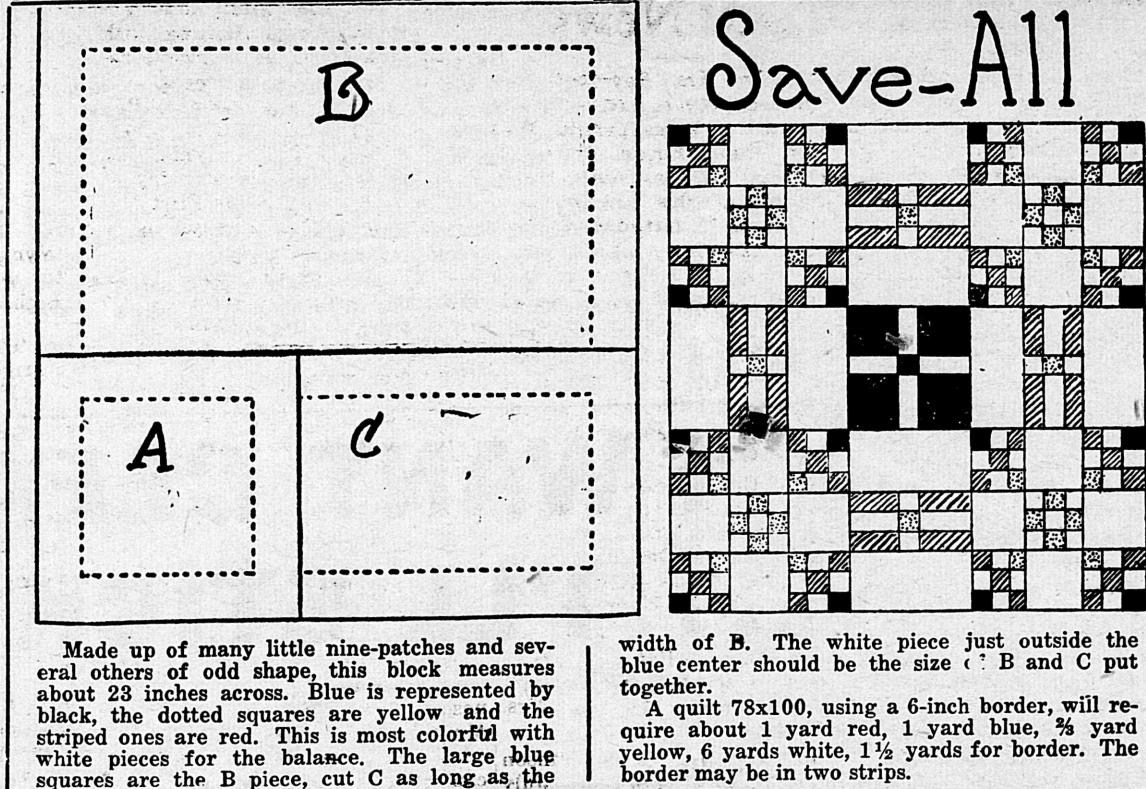 Save-All
B
A
C
Made up of many little nine-patches and sev-
eral others of odd shape, this block measures
about 23 inches across. Blue is represented by
black, the dotted squares are yellow and the
striped ones are red. This is most colorful with
white pieces for the balance. The large blue
squares are the B piece, cut C as long as the
width of B. The white piece just outside the
blue center should be the size B and C put
together.
A quilt 78x100, using a 6-inch border, will re-
quire about 1 yard red, 1 yard blue, ⅔ yard
yellow, 6 yards white, 1½ yards for border. The
border may be in two strips.